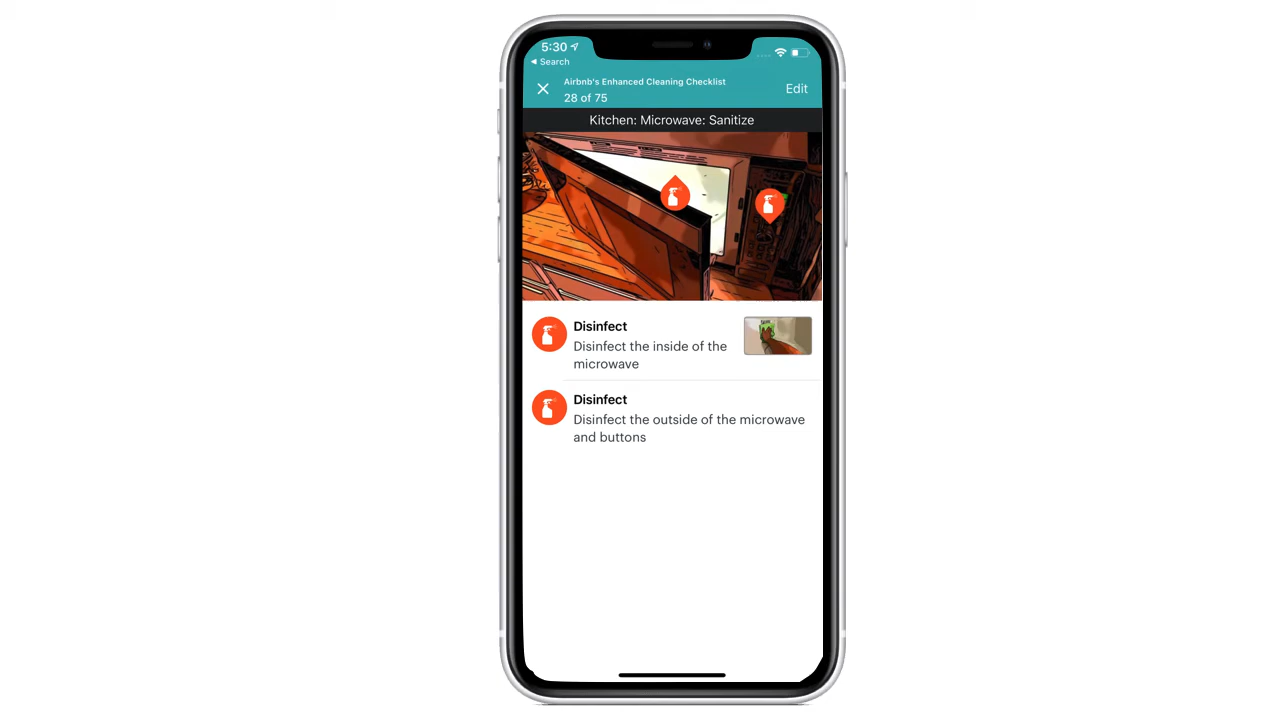 5:30
◀ Search
Airbnb's Enhanced Cleaning Checklist
28 of 75
Edit
Kitchen: Microwave: Sanitize
Disinfect
Disinfect the inside of the
microwave
Disinfect
Disinfect the outside of the microwave
and buttons